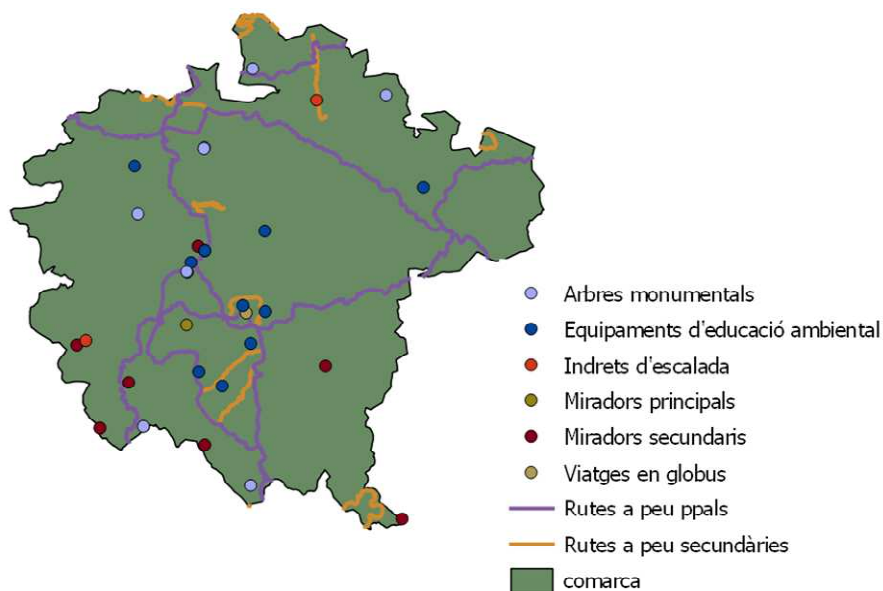 Arbres monumentals
Equipaments d'educació ambiental
Indrets d'escalada
Miradors principals
Miradors secundaris
Viatges en globus
Rutes a peu ppals
Rutes a peu secundàries
comarca